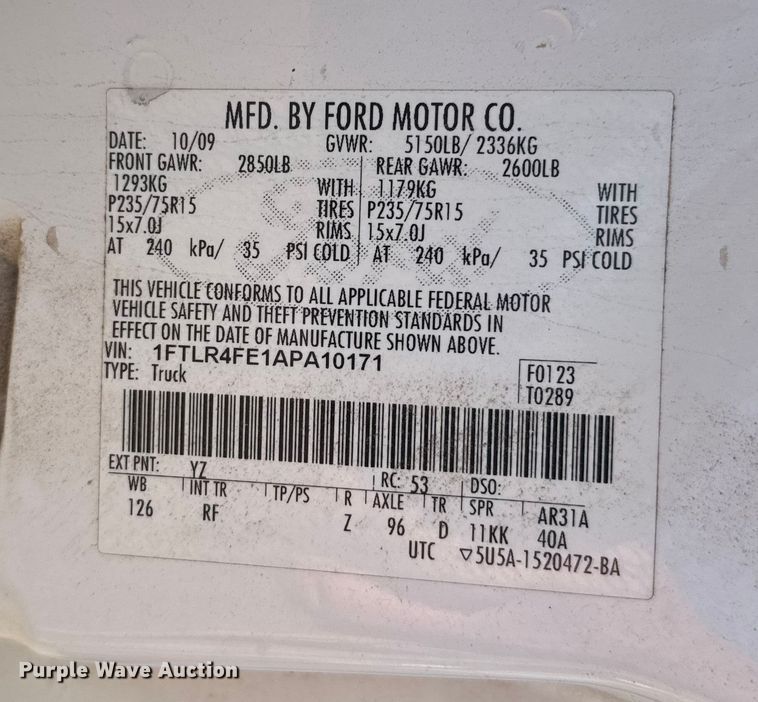 MFD. BY FORD MOTOR CO.
DATE: 10/09 GVWR: 5150LB/ 2336KG
FRONT GAWR: 2850LB REAR GAWR: 2600LB
1293KG WITH 1179KG WITH
P235/75R15 TIRES P235/75R15 TIRES
15x7.0J RIMS 15x7.0J RIMS
AT 240 kPa/ 35 PSI COLD AT 240 kPa/ 35 PSI COLD
THIS VEHICLE CONFORMS TO ALL APPLICABLE FEDERAL MOTOR
VEHICLE SAFETY AND THEFT PREVENTION STANDARDS IN
EFFECT ON THE DATE OF MANUFACTURE SHOWN ABOVE.
VIN: 1FTLR4FE1APA10171
TYPE: Truck
F0123
T0289
EXT PNT: YZ RC: 53 DSO:
WB INT TR TP/PS R AXLE TR SPR AR31A
126 RF Z 96 D 11KK 40A
UTC ▽5U5A-1520472-BA
Purple Wave Auction